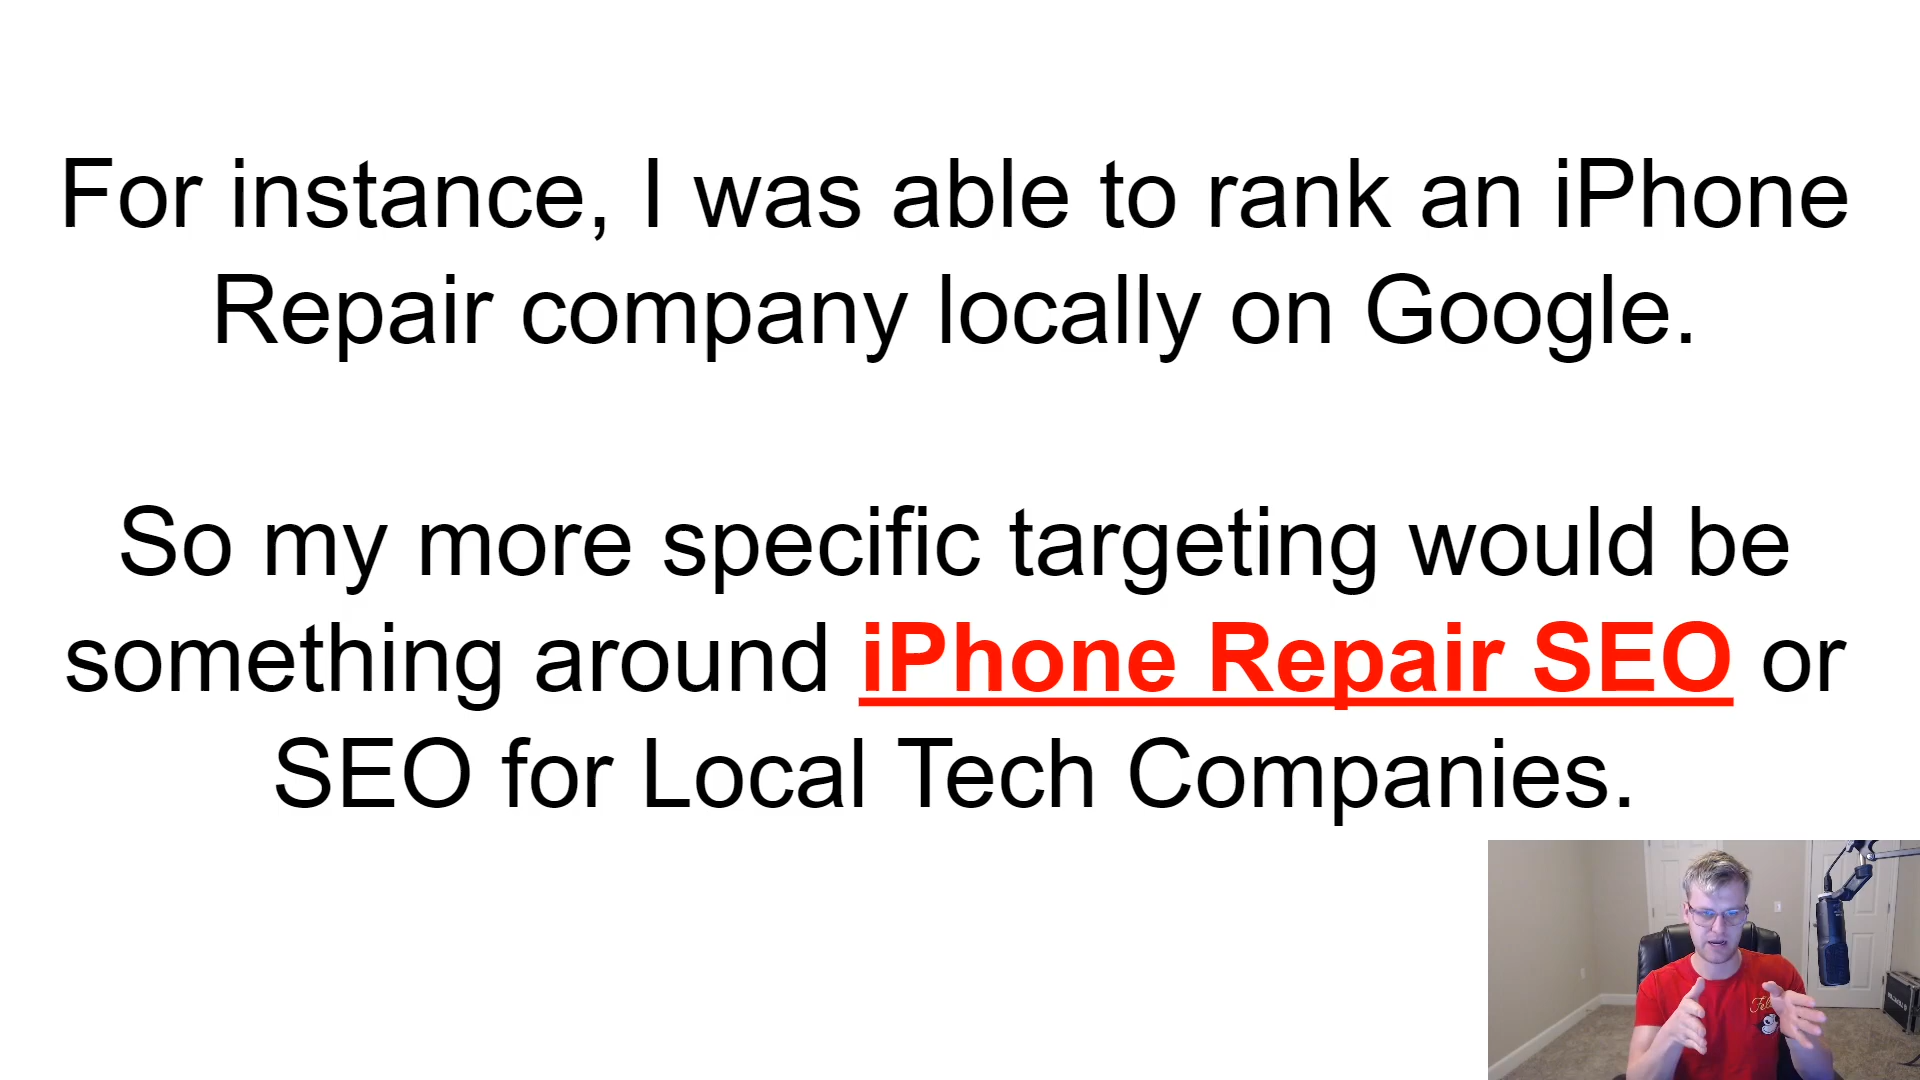 For instance, I was able to rank an iPhone
Repair company locally on Google.
So my more specific targeting would be
something around iPhone Repair SEO or
SEO for Local Tech Companies.